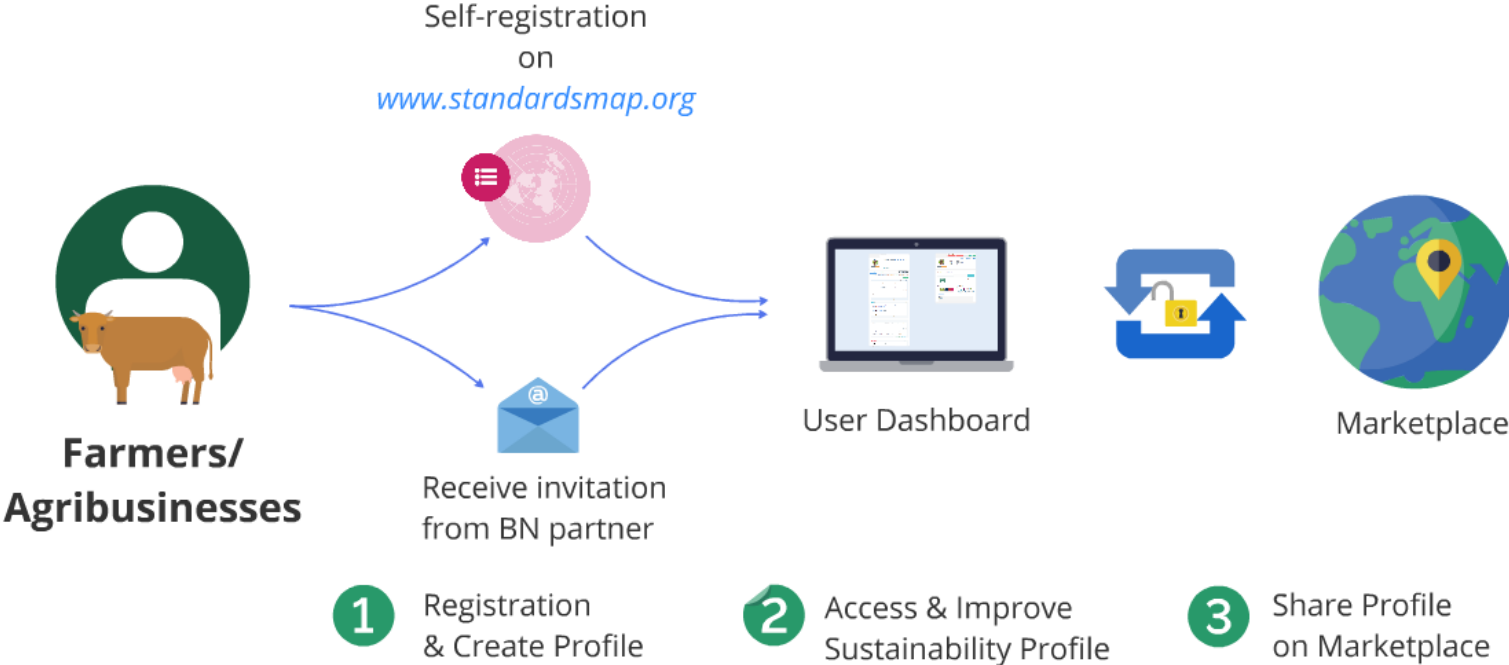 Self-registration
on
www.standardsmap.org
@
Farmers/
Agribusinesses
Receive invitation
from BN partner
User Dashboard
Marketplace
1 Registration
& Create Profile
2 Access & Improve
Sustainability Profile
3 Share Profile
on Marketplace